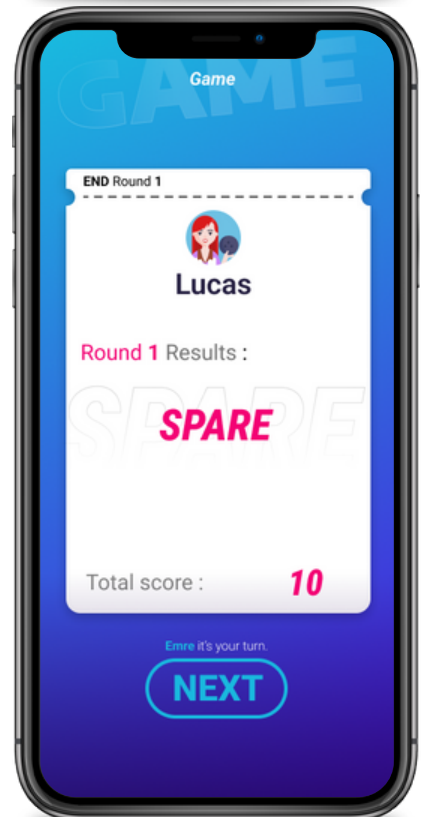 GAME
Game
END Round 1
Lucas
Round 1 Results :
SPARE
SPARE
Total score : 10
Emre it's your turn.
NEXT